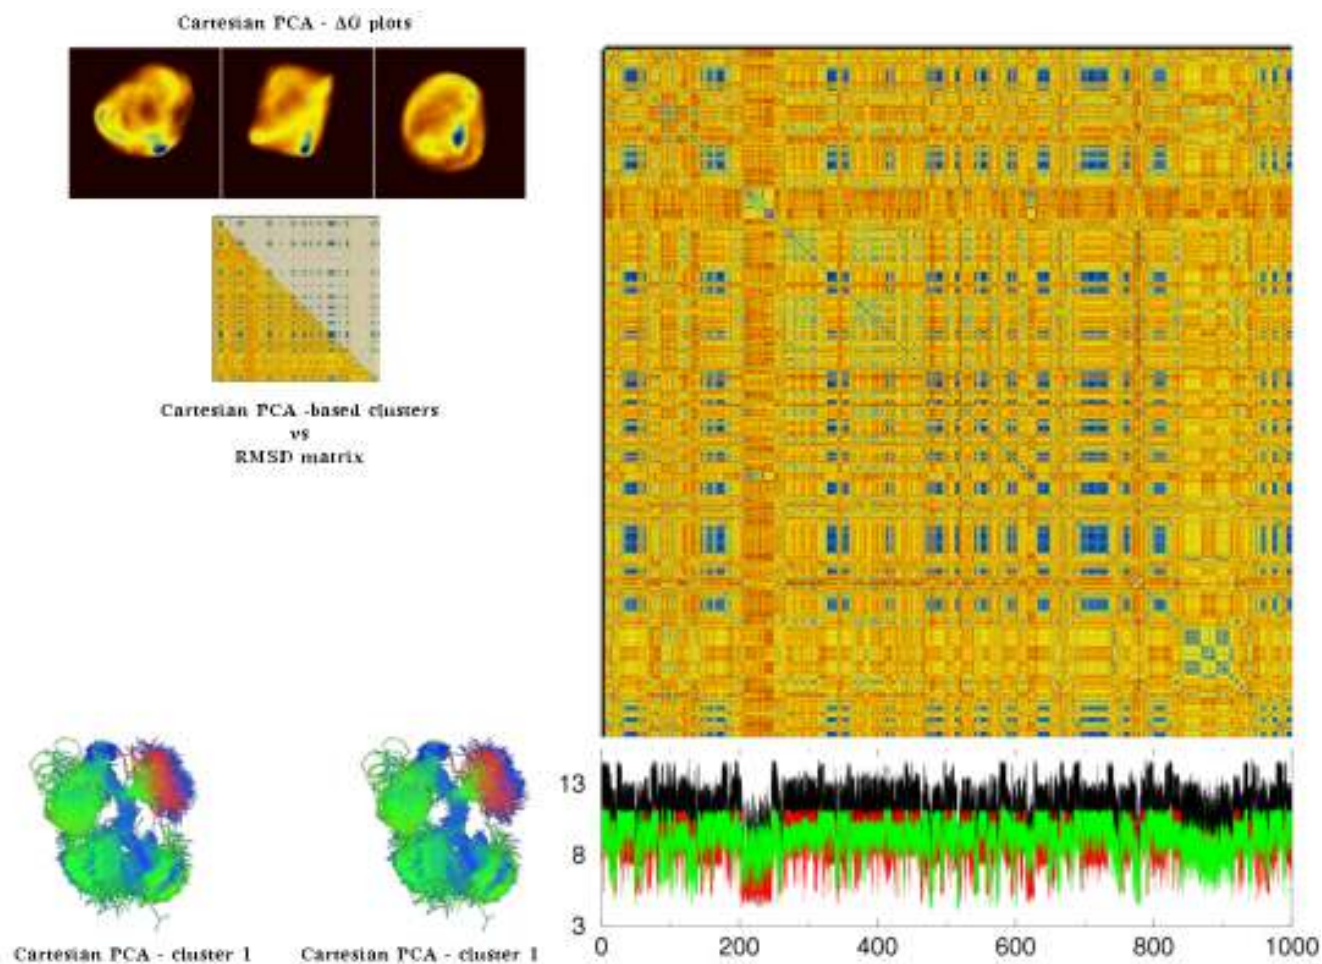 Cartesian PCA - ΔG plots
Cartesian PCA -based clusters
vs
RMSD matrix
Cartesian PCA - cluster 1
Cartesian PCA - cluster 1
13
8
3
0 200 400 600 800 1000